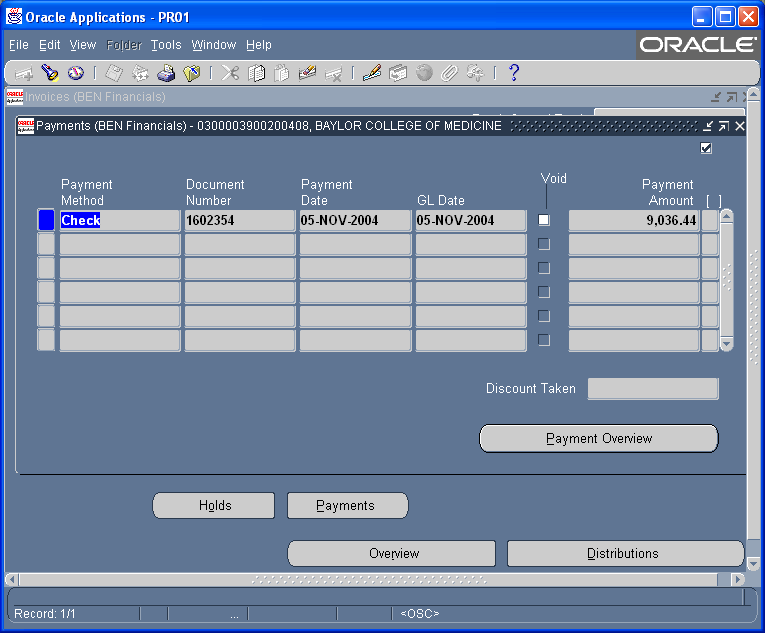 Oracle Applications - PRO1
File Edit View Folder Tools Window Help
ORACLE
Invoices (BEN Financials)
Payments (BEN Financials) - 0300003900200408, BAYLOR COLLEGE OF MEDICINE
Void
Payment Document Payment Payment
Method Number Date GL Date Amount [ ]
Check 1602354 05-NOV-2004 05-NOV-2004 9,036.44
Discount Taken
Payment Overview
Holds Payments
Overview Distributions
Record: 1/1 ... <OSC>